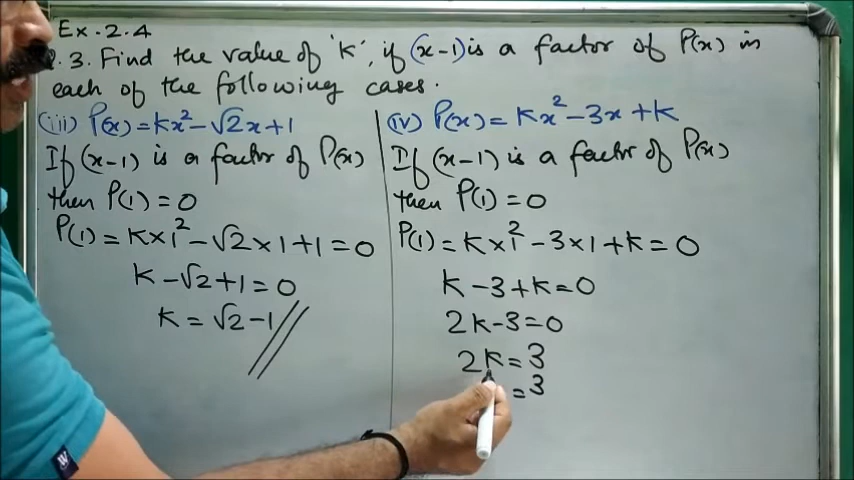 Ex.2.4
.3. Find the value of 'K', if (x-1) is a factor of P(x) in
each of the following cases.
(iii) P(x)=Kx²-√2x+1
If (x-1) is a factor of P(x)
then P(1)=0
P(1)=K×1²-√2×1+1=0
K-√2+1=0
K=√2-1//
(iv) P(x)=Kx²-3x+K
If (x-1) is a factor of P(x)
then P(1)=0
P(1)=K×1²-3×1+K=0
K-3+K=0
2K-3=0
2K=3
=3
W